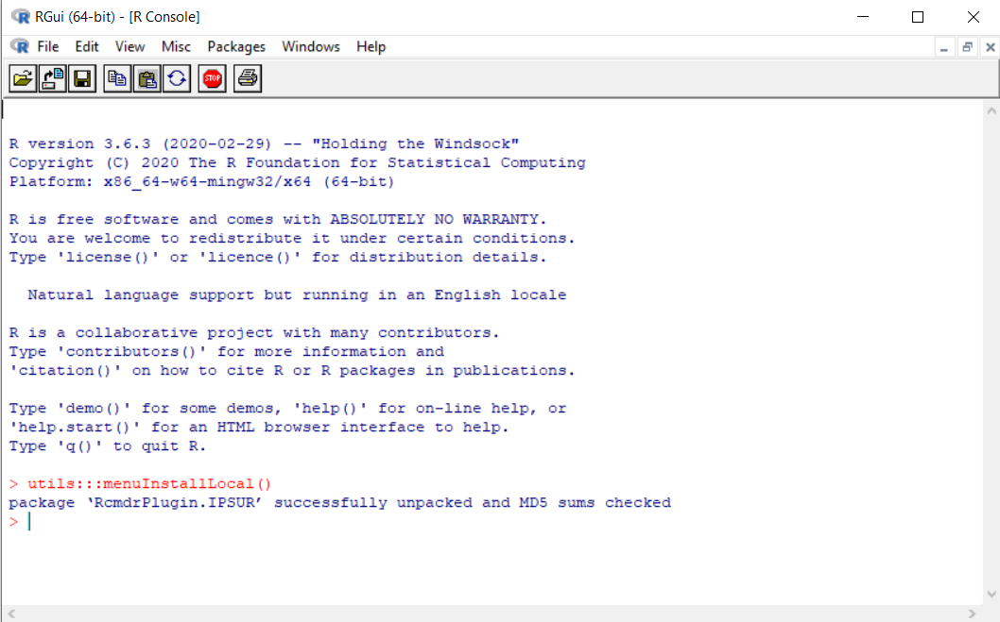 RGui (64-bit) - [R Console]
File Edit View Misc Packages Windows Help
STOP
R version 3.6.3 (2020-02-29) -- "Holding the Windsock"
Copyright (C) 2020 The R Foundation for Statistical Computing
Platform: x86_64-w64-mingw32/x64 (64-bit)
R is free software and comes with ABSOLUTELY NO WARRANTY.
You are welcome to redistribute it under certain conditions.
Type 'license()' or 'licence()' for distribution details.
Natural language support but running in an English locale
R is a collaborative project with many contributors.
Type 'contributors()' for more information and
'citation()' on how to cite R or R packages in publications.
Type 'demo()' for some demos, 'help()' for on-line help, or
'help.start()' for an HTML browser interface to help.
Type 'q()' to quit R.
> utils:::menuInstallLocal()
package ‘RcmdrPlugin.IPSUR’ successfully unpacked and MD5 sums checked
>